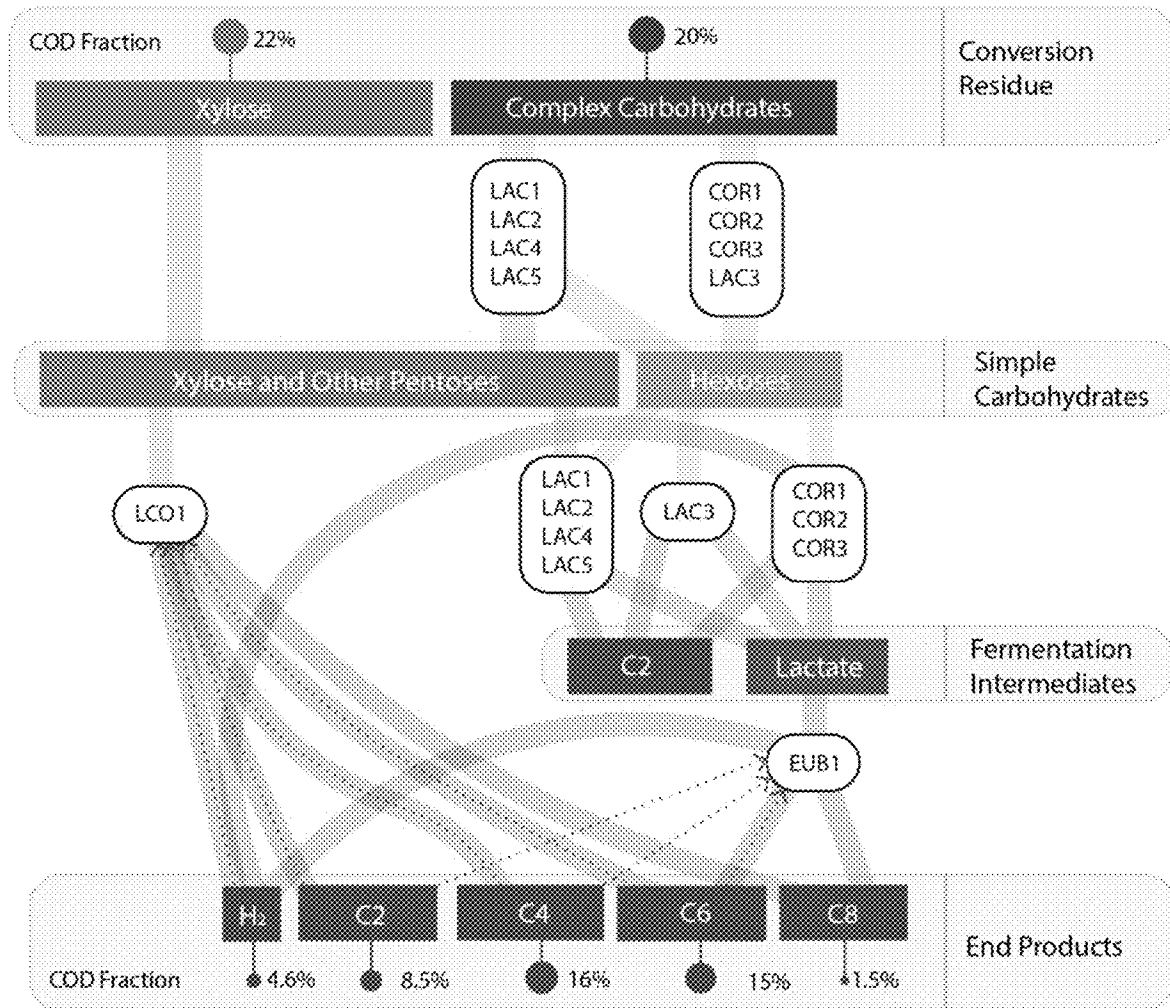 COD Fraction 22% 20%
Conversion
Residue
Xylose Complex Carbohydrates
LAC1
LAC2
LAC4
LAC5
COR1
COR2
COR3
LAC3
Xylose and Other Pentoses Hexose
Simple
Carbohydrates
LCO1
LAC1
LAC2
LAC4
LAC5
LAC3
COR1
COR2
COR3
C2 Lactate
Fermentation
Intermediates
EUB1
H₂ C2 C4 C6 C8
End Products
COD Fraction 4.6% 8.5% 16% 15% 1.5%